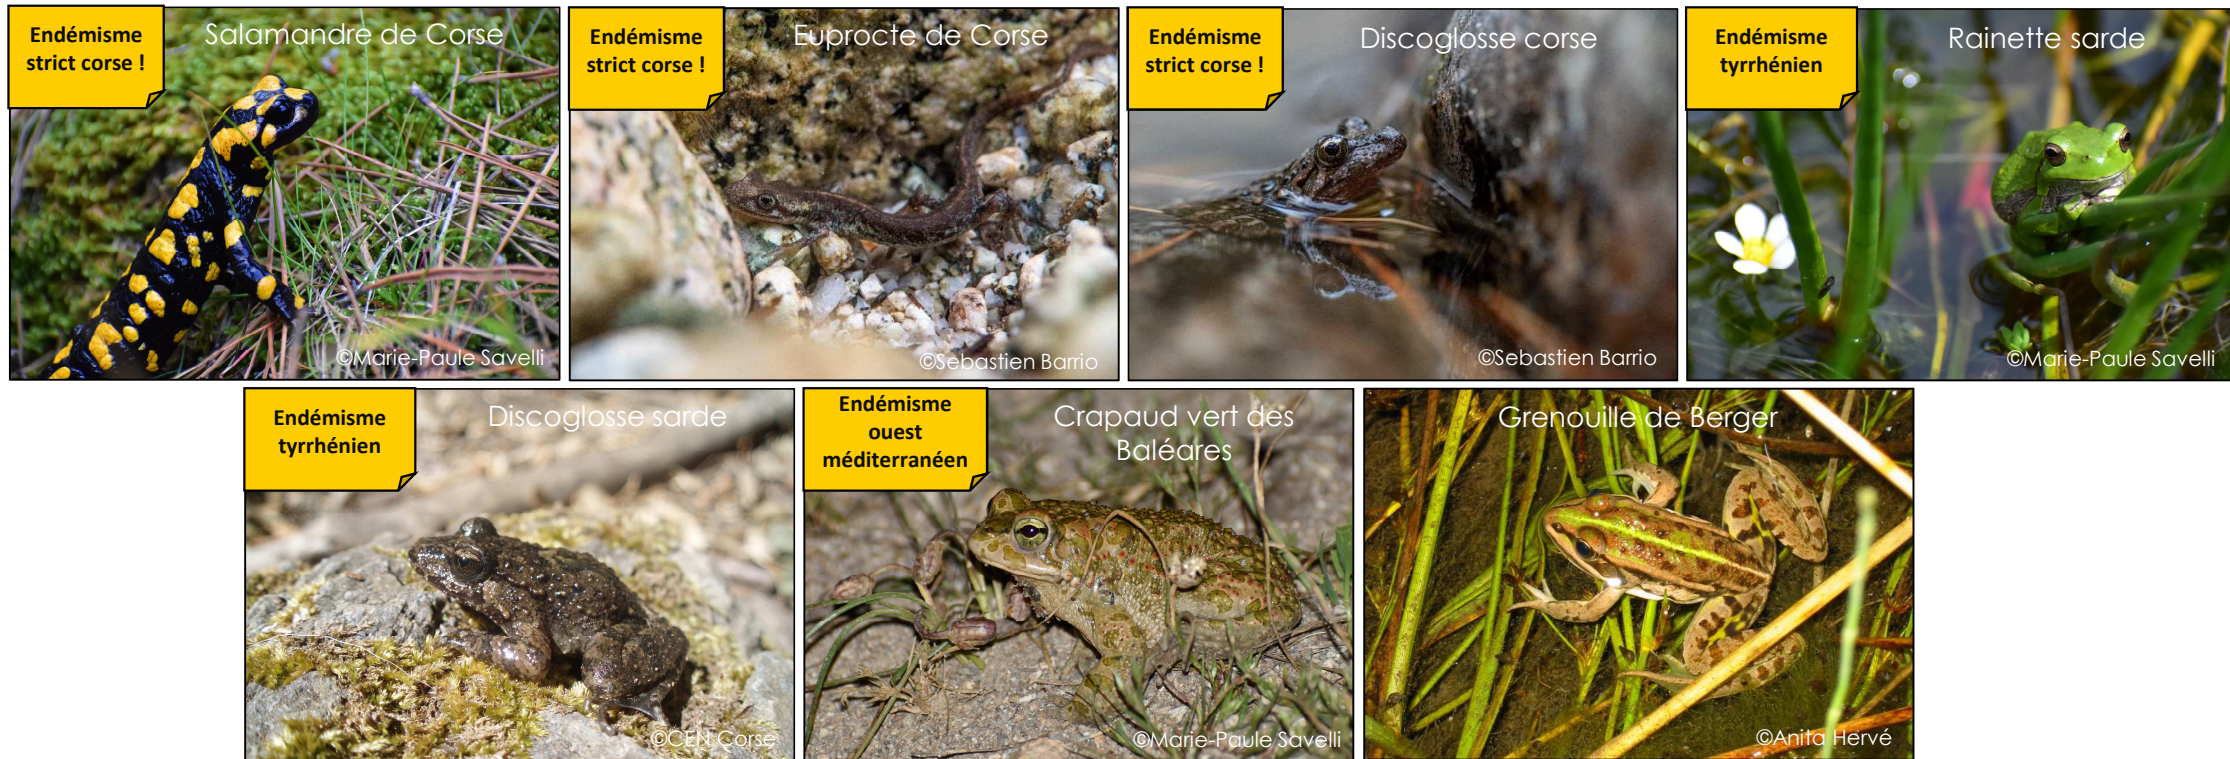 Endémisme
strict corse !
Salamandre de Corse
©Marie-Paule Savelli
Endémisme
strict corse !
Euprocte de Corse
©Sebastien Barrio
Endémisme
strict corse !
Discoglosse corse
©Sebastien Barrio
Endémisme
tyrrhénien
Rainette sarde
©Marie-Paule Savelli
Endémisme
tyrrhénien
Discoglosse sarde
©CEN Corse
Endémisme
ouest
méditerranéen
Crapaud vert des
Baléares
©Marie-Paule Savelli
Grenouille de Berger
©Anita Hervé